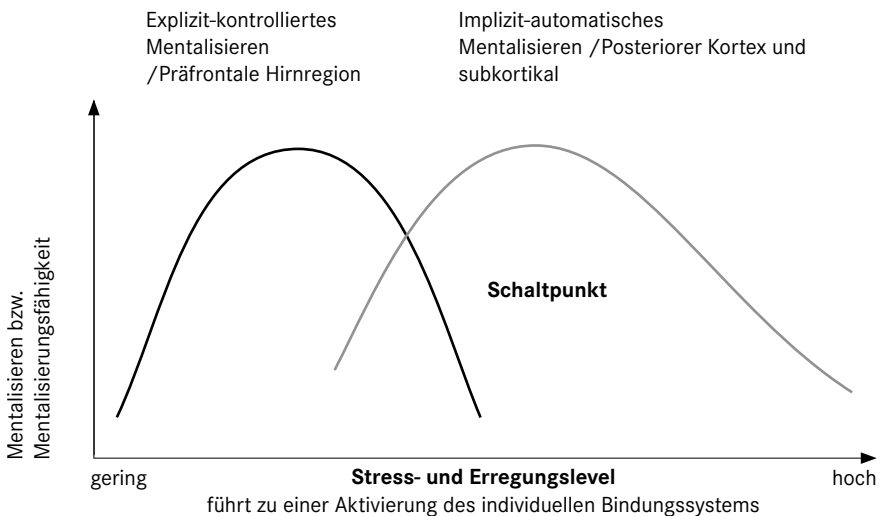 Explizit-kontrolliertes
Mentalisieren
/Präfrontale Hirnregion
Implizit-automatisches
Mentalisieren /Posteriorer Kortex und
subkortikal
Mentalisieren bzw.
Mentalisierungsfähigkeit
Schaltpunkt
gering
Stress- und Erregungslevel
hoch
führt zu einer Aktivierung des individuellen Bindungssystems